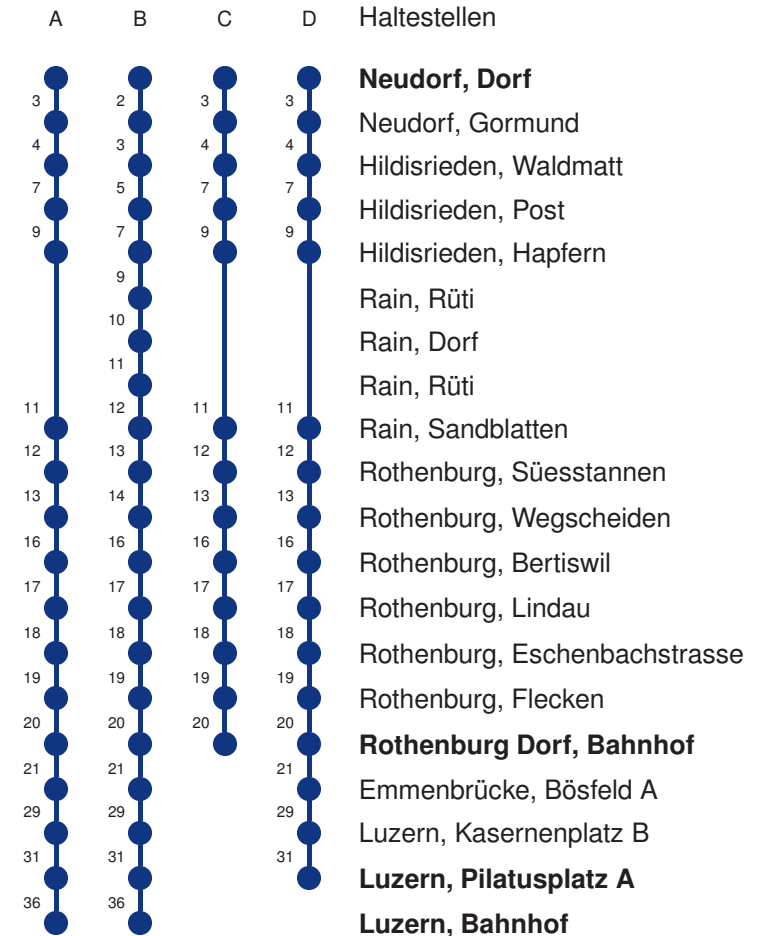 A B C D Haltestellen
Neudorf, Dorf
3 2 3 3 Neudorf, Gormund
4 3 4 4 Hildisrieden, Waldmatt
7 5 7 7 Hildisrieden, Post
9 7 9 9 Hildisrieden, Hapfern
9 Rain, Rüti
10 Rain, Dorf
11 Rain, Rüti
11 12 11 11 Rain, Sandblatten
12 13 12 12 Rothenburg, Süesstannen
13 14 13 13 Rothenburg, Wegscheiden
16 16 16 16 Rothenburg, Bertiswil
17 17 17 17 Rothenburg, Lindau
18 18 18 18 Rothenburg, Eschenbachstrasse
19 19 19 19 Rothenburg, Flecken
20 20 20 20 Rothenburg Dorf, Bahnhof
21 21 21 Emmenbrücke, Bösfeld A
29 29 29 Luzern, Kasernenplatz B
31 31 31 Luzern, Pilatusplatz A
36 36 Luzern, Bahnhof